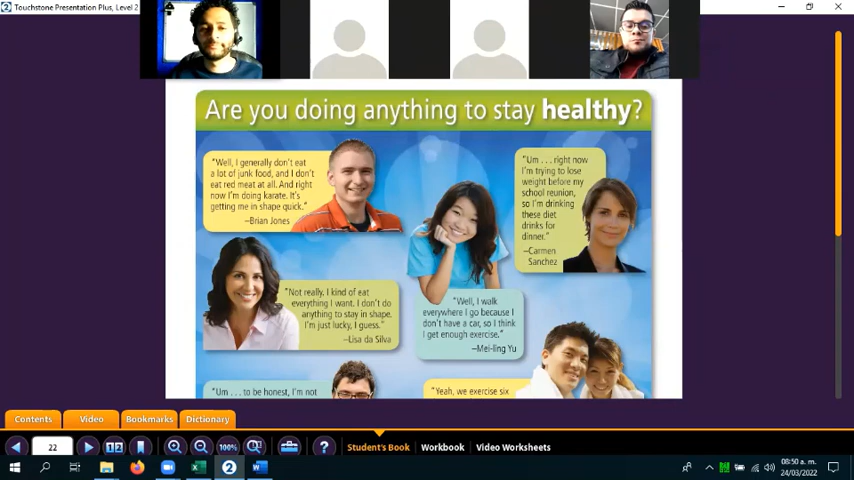 Touchstone Presentation Plus, Level 2
Are you doing anything to stay healthy?
"Well, I generally don't eat
a lot of junk food, and I don't
eat red meat at all. And right
now I'm doing karate. It's
getting me in shape quick."
–Brian Jones
"Um . . . right now
I'm trying to lose
weight before my
school reunion,
so I'm drinking
these diet
drinks for
dinner."
–Carmen
Sanchez
"Not really. I kind of eat
everything I want. I don't do
anything to stay in shape.
I'm just lucky, I guess."
–Lisa da Silva
"Well, I walk
everywhere I go because I
don't have a car, so I think
I get enough exercise."
–Mei-ling Yu
"Um . . . to be honest, I'm not
"Yeah, we exercise six
Contents
Video
Bookmarks
Dictionary
22
12
100%
?
Student's Book
Workbook
Video Worksheets
2
08:50 a. m.
24/03/2022